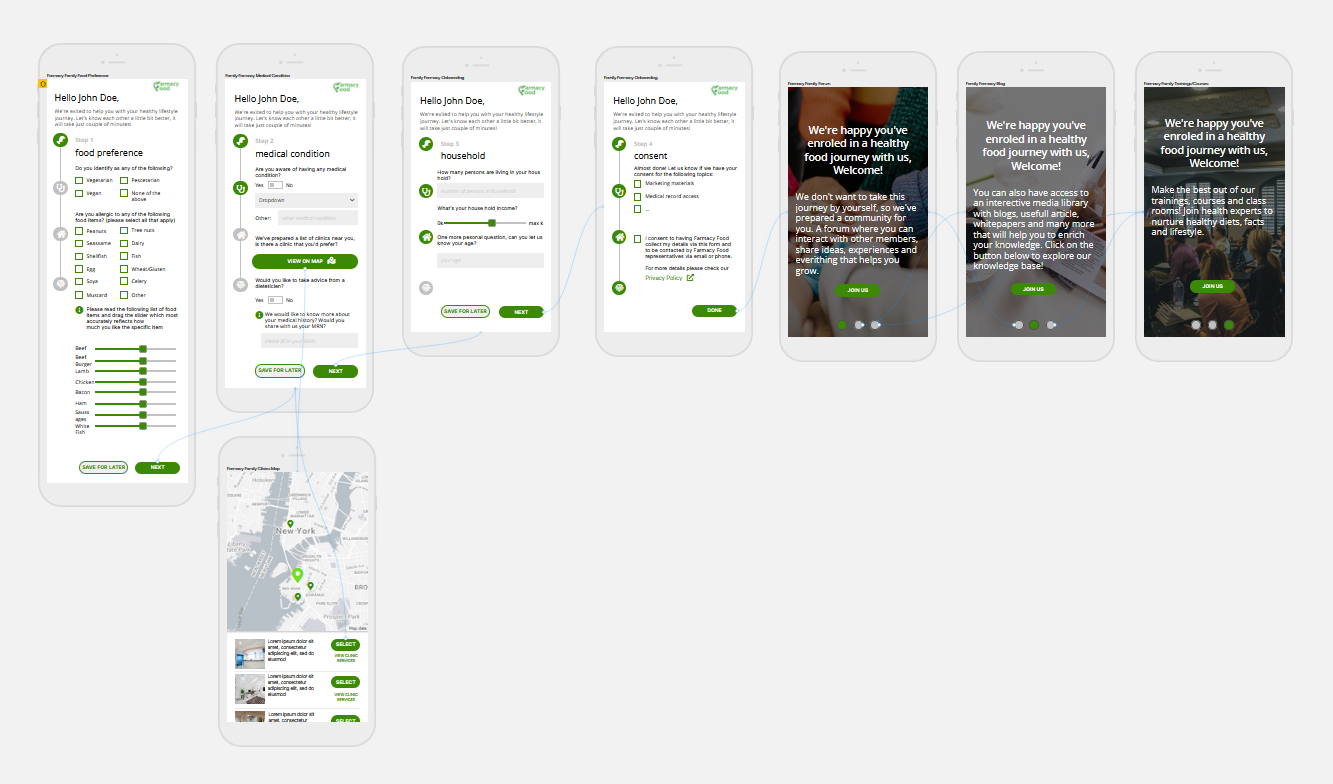 Farmacy Family Food Preference
Farmacy
Food
Hello John Doe,
We're exited to help you with your healthy lifestyle
journey. Let's know each other a little bit better, it
will take just couple of minutes!
Step 1
food preference
Do you identify as any of the following?
Vegetarian
Pescetarian
Vegan
None of the
above
Are you allergic to any of the following
food items? (please select all that apply)
Peanuts
Tree nuts
Seassame
Dairy
Shellfish
Fish
Egg
Wheat/Gluten
Soya
Celery
Mustard
Other
Please read the following list of food
items and drag the slider which most
accurately reflects how
much you like the specific item
Beef
Beef
Burger
Lamb
Chicken
Bacon
Ham
Sauss
ages
White
Fish
SAVE FOR LATER
NEXT
Farmacy Family Medical Condition
Farmacy
Food
Hello John Doe,
We're exited to help you with your healthy lifestyle
journey. Let's know each other a little bit better, it
will take just couple of minutes!
Step 2
medical condition
Are you aware of having any medical
condition?
Yes
No
Dropdown
Other:
other medical condition
We've prepared a list of clinics near you,
is there a clinic that you'd prefer?
VIEW ON MAP
Would you like to take advice from a
dieteticien?
Yes
No
We would like to know more about
your medical history? Would you
share with us your MRN?
SAVE FOR LATER
NEXT
Farmacy Family Clinics Map
Hoboken
LOWER
MANHATTAN
New York
BROOKLYN
HEIGHTS
RED HOOK
GOWANUS
PARK SLOPE
BRO
Prospect Park
Map data
Lorem ipsum dolor sit
amet, consectetur
adipiscing elit, sed do
eiusmod
SELECT
VIEW CLINIC
SERVICES
Lorem ipsum dolor sit
amet, consectetur
adipiscing elit, sed do
eiusmod
SELECT
VIEW CLINIC
SERVICES
Lorem ipsum dolor sit
amet, consectetur
SELECT
Family Farmacy Onboarding
Farmacy
Food
Hello John Doe,
We're exited to help you with your healthy lifestyle
journey. Let's know each other a little bit better, it
will take just couple of minutes!
Step 3
household
How many persons are living in your hous
hold?
number of persons in household
What's your house hold income?
0k
max k
One more pesonal question, can you let us
know your age?
your age
SAVE FOR LATER
NEXT
Family Farmacy Onboarding
Farmacy
Food
Hello John Doe,
We're exited to help you with your healthy lifestyle
journey. Let's know each other a little bit better, it
will take just couple of minutes!
Step 4
consent
Almost done! Let us know if we have your
consent for the following topics:
Marketing materials
Medical record access
...
I consent to having Farmacy Food
collect my details via this form and
to be contacted by Farmacy Food
representatives via email or phone.
For more details please check our
Privacy Policy
DONE
Farmacy Family Forum
We're happy you've
enroled in a healthy
food journey with us,
Welcome!
We don't want to take this
journey by yourself, so we've
prepared a community for
you. A forum where you can
interact with other members,
share ideas, experiences and
everithing that helps you
grow.
JOIN US
Family Farmacy Blog
We're happy you've
enroled in a healthy
food journey with us,
Welcome!
You can also have access to
an interective media library
with blogs, usefull article,
whitepapers and many more
that will help you to enrich
your knowledge. Click on the
button below to explore our
knowledge base!
JOIN US
Farmacy Family Trainings/Courses
We're happy you've
enroled in a healthy
food journey with us,
Welcome!
Make the best out of our
trainings, courses and class
rooms! Join health experts to
nurture healthy diets, facts
and lifestyle.
JOIN US